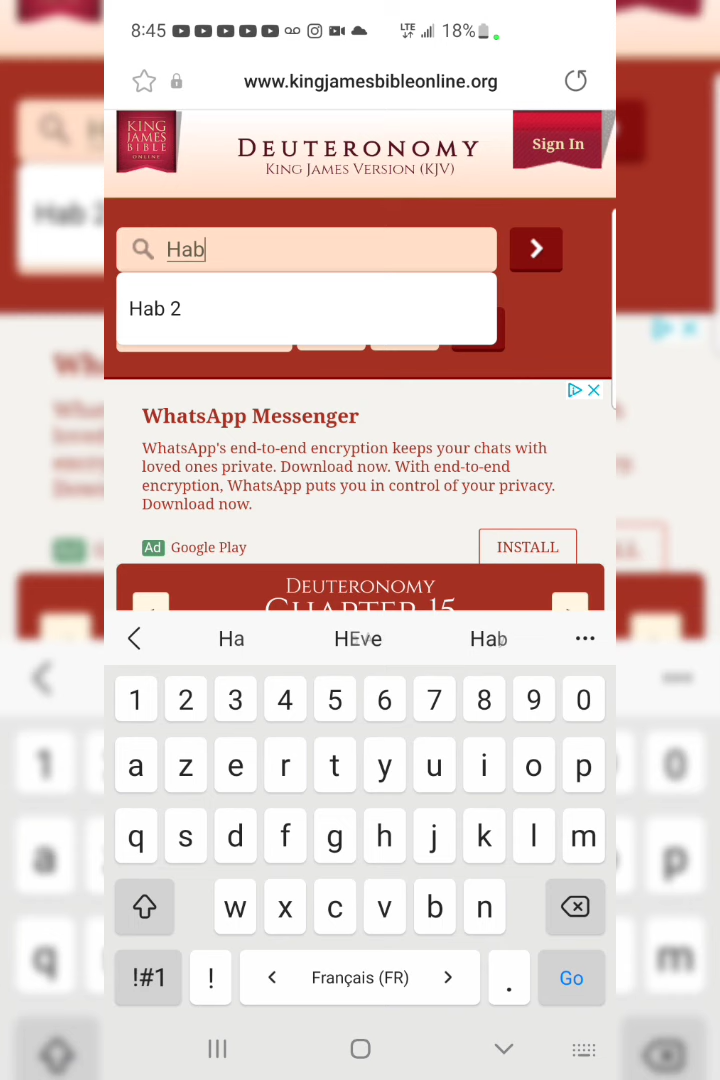 8:45 LTE 18%
www.kingjamesbibleonline.org
KING
JAMES
BIBLE
ONLINE
DEUTERONOMY
KING JAMES VERSION (KJV)
Sign In
Hab
Hab 2
WhatsApp Messenger
WhatsApp's end-to-end encryption keeps your chats with
loved ones private. Download now. With end-to-end
encryption, WhatsApp puts you in control of your privacy.
Download now.
Ad Google Play INSTALL
DEUTERONOMY
CHAPTER 15
Ha Hab
1 2 3 4 5 6 7 8 9 0
a z e r t y u i o p
q s d f g h j k l m
w x c v b n
!#1 ! < Français (FR) > . Go